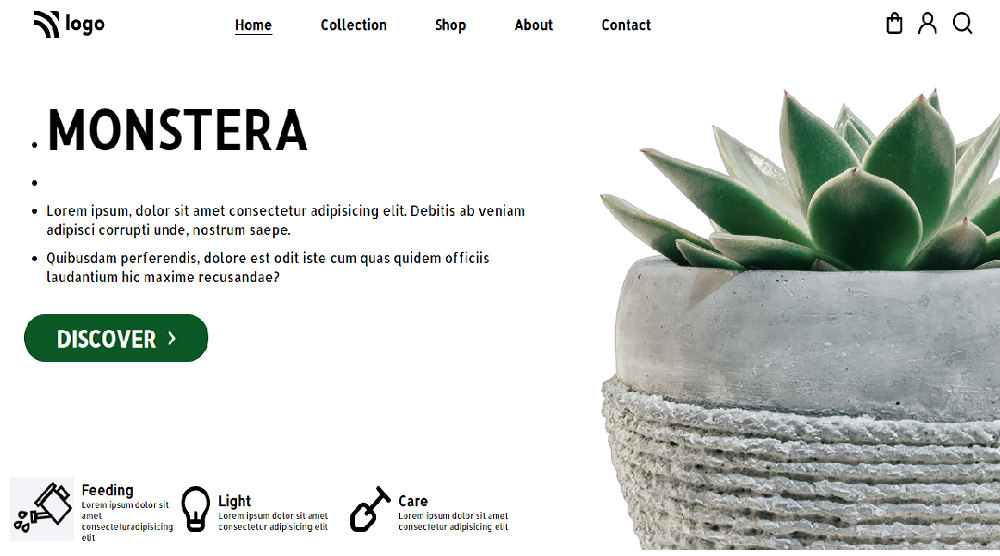 logo
Home Collection Shop About Contact
MONSTERA
Lorem ipsum, dolor sit amet consectetur adipisicing elit. Debitis ab veniam
adipisci corrupti unde, nostrum saepe.
Quibusdam perferendis, dolore est odit iste cum quas quidem officiis
laudantium hic maxime recusandae?
DISCOVER
Feeding
Lorem ipsum dolor sit
amet
consecteturadipisicing
elit
Light
Lorem ipsum dolor sit amet
consectetur adipisicing elit
Care
Lorem ipsum dolor sit amet
consectetur adipisicing elit